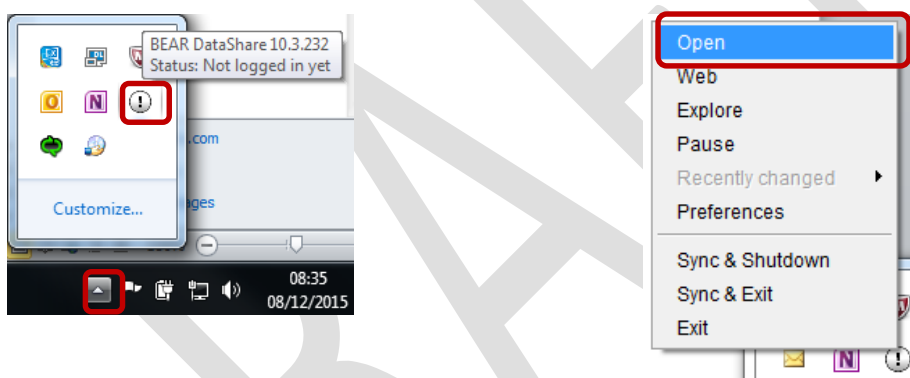 BEAR DataShare 10.3.232
Status: Not logged in yet
.com
ages
Customize...
08:35
08/12/2015
Open
Web
Explore
Pause
Recently changed
Preferences
Sync & Shutdown
Sync & Exit
Exit